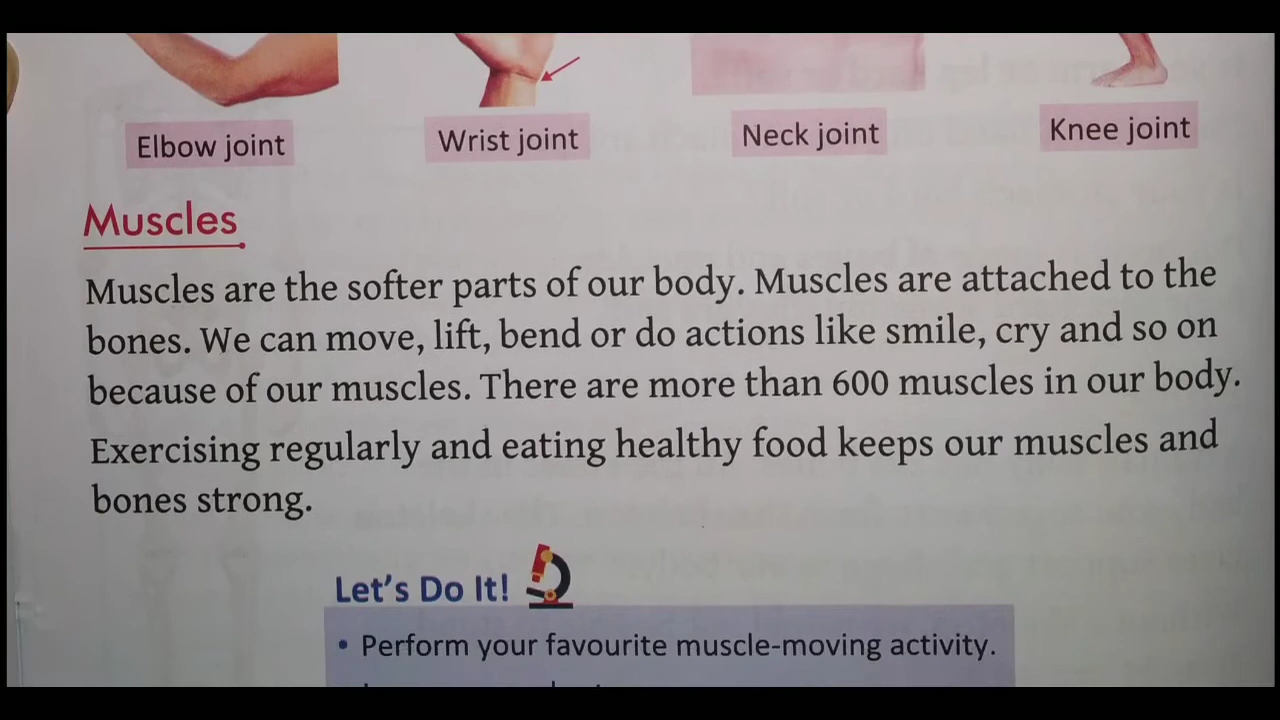 Elbow joint
Wrist joint
Neck joint
Knee joint
Muscles
Muscles are the softer parts of our body. Muscles are attached to the
bones. We can move, lift, bend or do actions like smile, cry and so on
because of our muscles. There are more than 600 muscles in our body.
Exercising regularly and eating healthy food keeps our muscles and
bones strong.
Let's Do It!
• Perform your favourite muscle-moving activity.